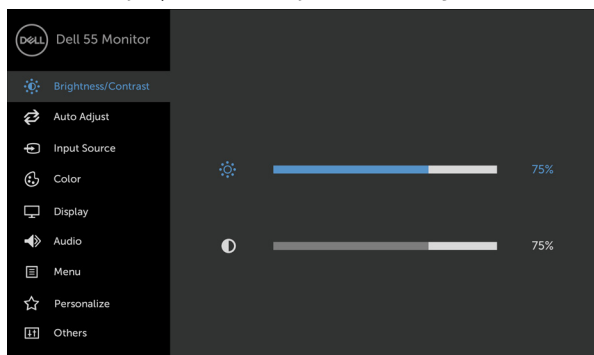 DELL
Dell 55 Monitor
Brightness/Contrast
Auto Adjust
Input Source
Color
Display
Audio
Menu
Personalize
Others
75%
75%